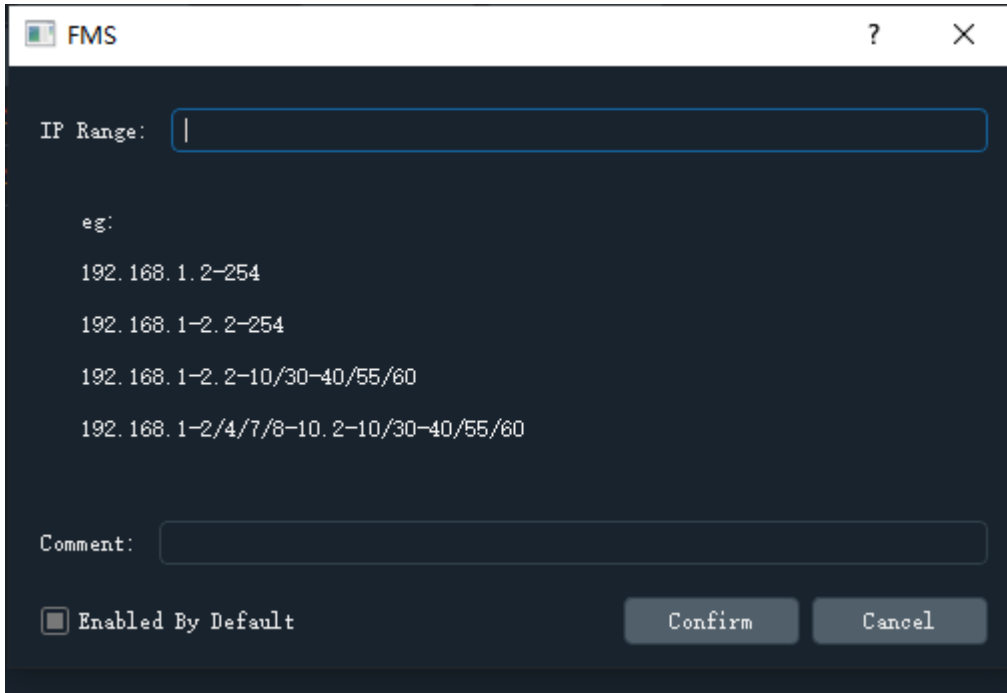 FMS
?
IP Range:
eg:
192.168.1.2-254
192.168.1-2.2-254
192.168.1-2.2-10/30-40/55/60
192.168.1-2/4/7/8-10.2-10/30-40/55/60
Comment:
Enabled By Default
Confirm
Cancel